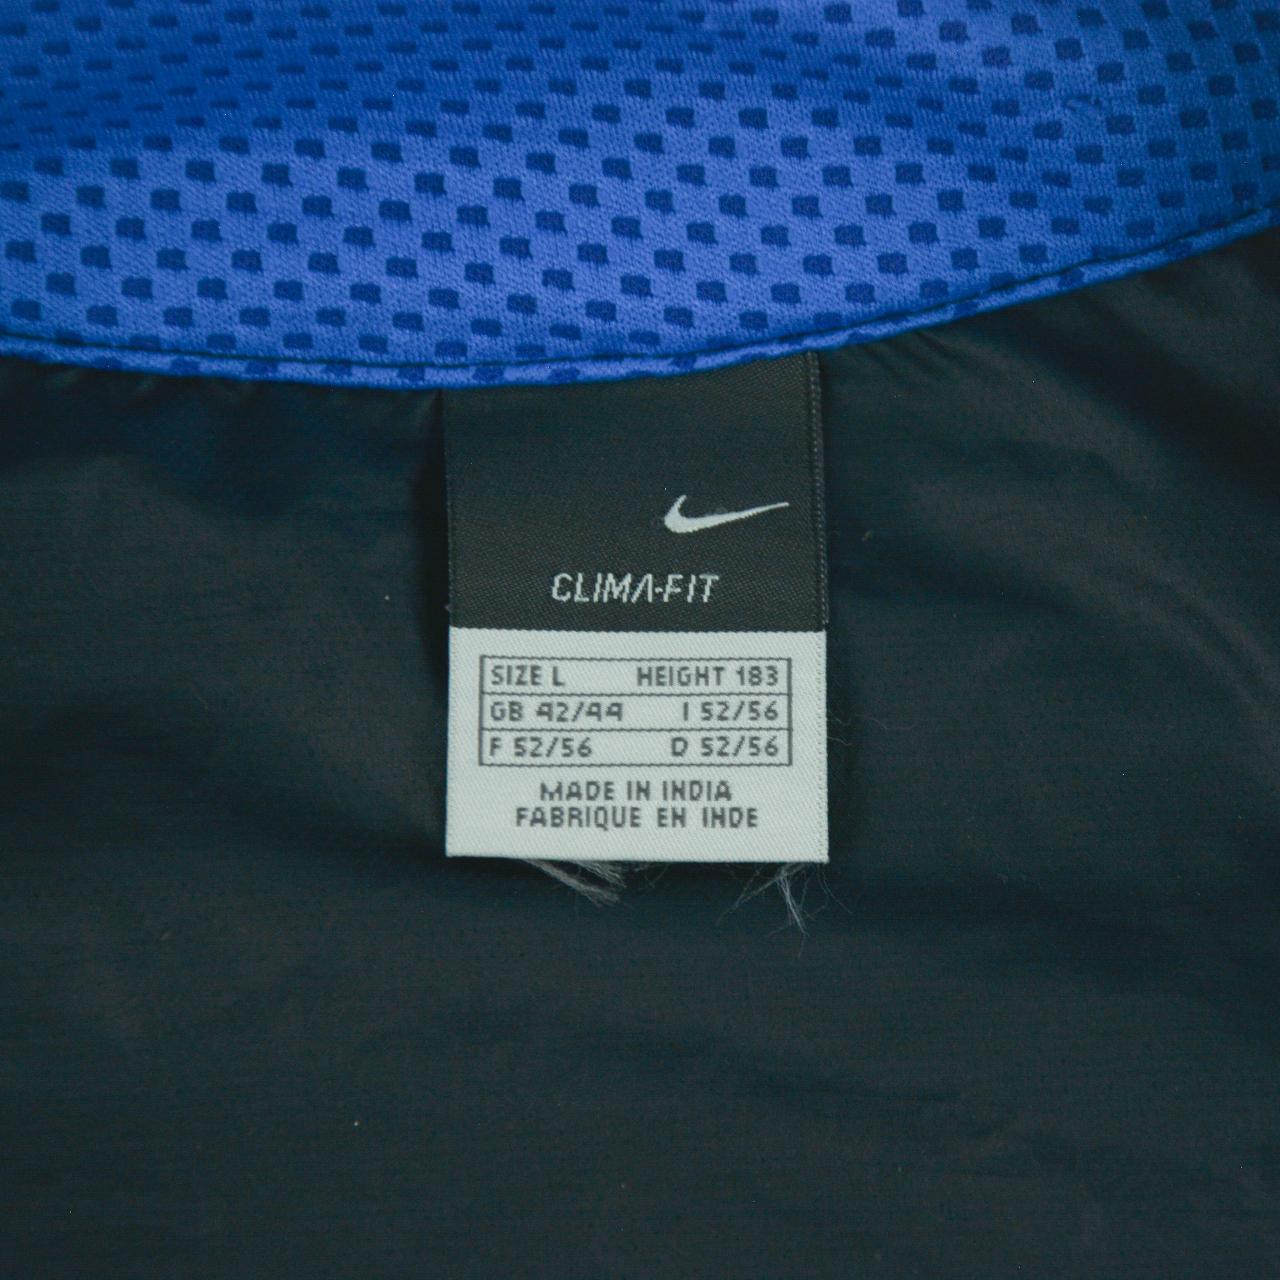 CLIMA-FIT
SIZE L HEIGHT 183
GB 42/44 I 52/56
F 52/56 D 52/56
MADE IN INDIA
FABRIQUE EN INDE